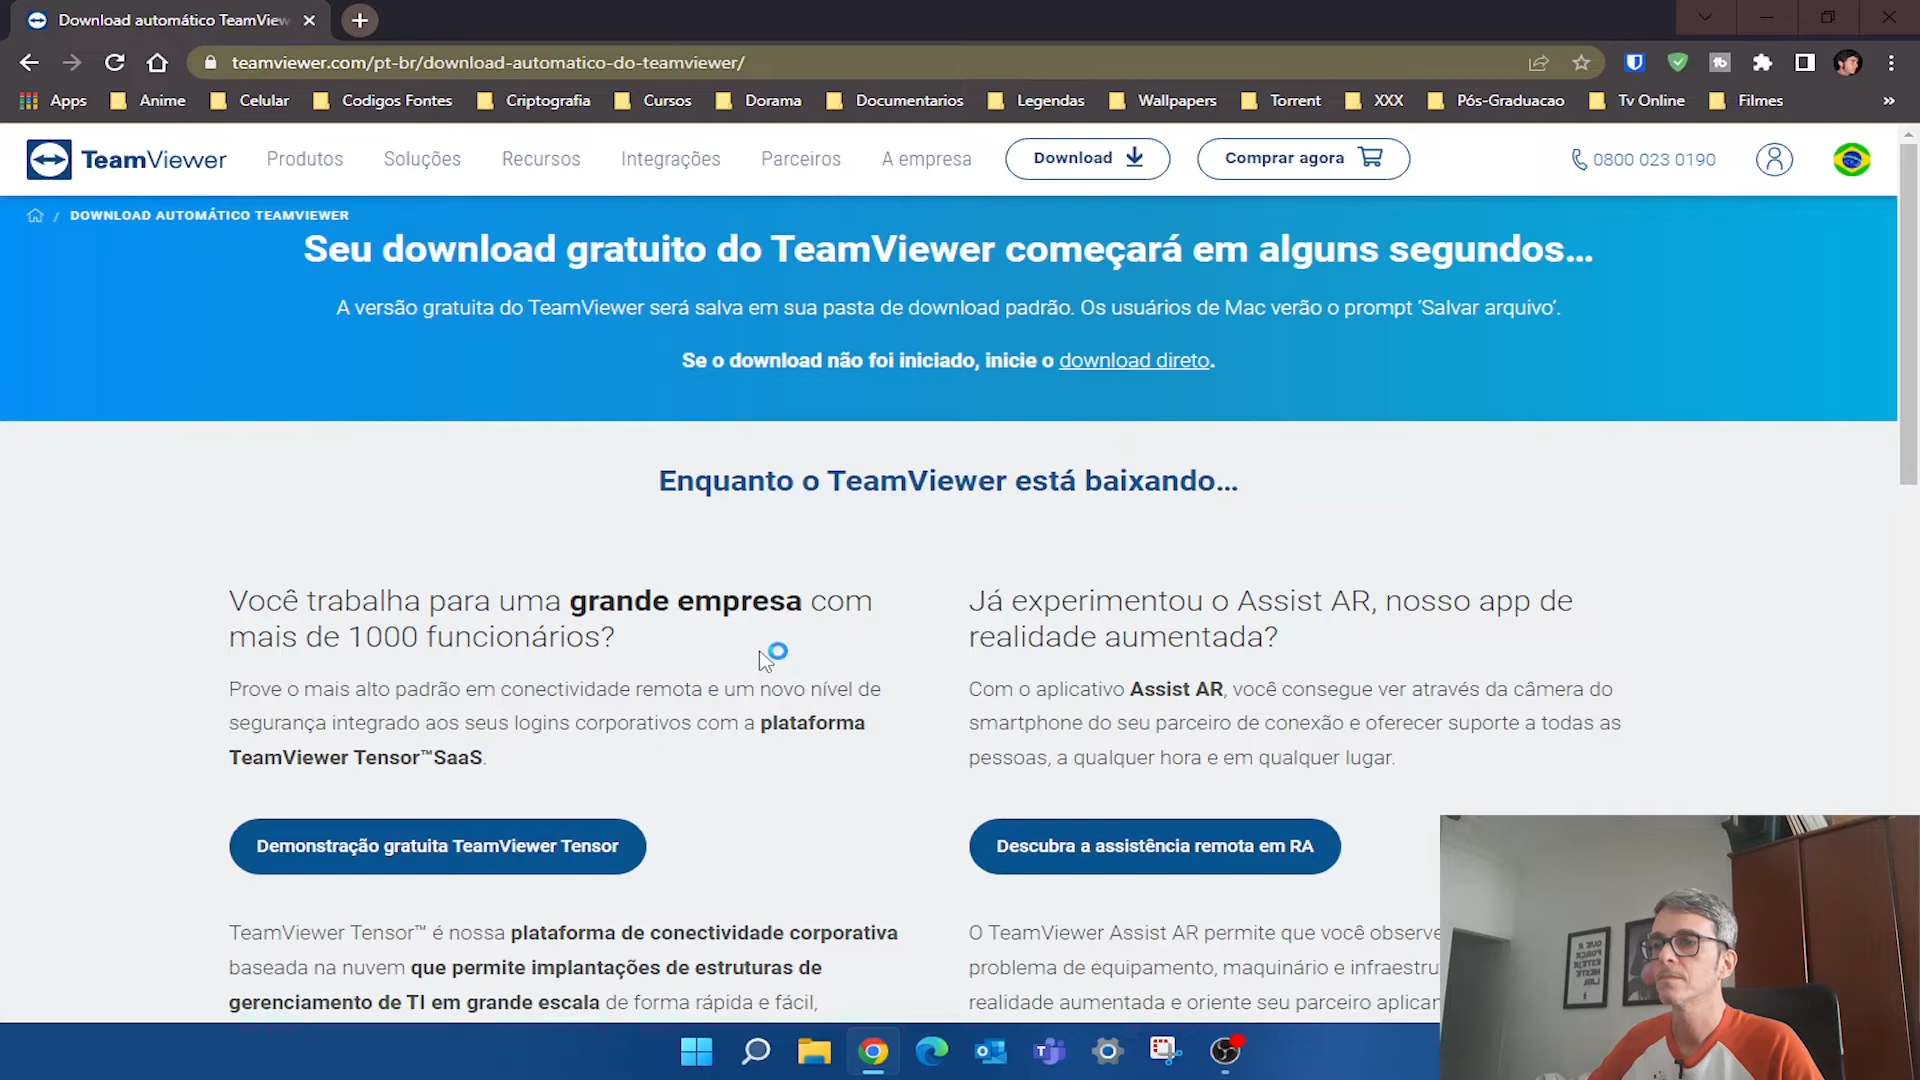 Download automático TeamView
teamviewer.com/pt-br/download-automatico-do-teamviewer/
Apps Anime Celular Codigos Fontes Criptografia Cursos Dorama Documentarios Legendas Wallpapers Torrent XXX Pós-Graduacao Tv Online Filmes »
TeamViewer Produtos Soluções Recursos Integrações Parceiros A empresa Download Comprar agora 0800 023 0190
/ DOWNLOAD AUTOMÁTICO TEAMVIEWER
Seu download gratuito do TeamViewer começará em alguns segundos...
A versão gratuita do TeamViewer será salva em sua pasta de download padrão. Os usuários de Mac verão o prompt ‘Salvar arquivo’.
Se o download não foi iniciado, inicie o download direto.
Enquanto o TeamViewer está baixando...
Você trabalha para uma grande empresa com
mais de 1000 funcionários?
Prove o mais alto padrão em conectividade remota e um novo nível de
segurança integrado aos seus logins corporativos com a plataforma
TeamViewer Tensor™SaaS.
Demonstração gratuita TeamViewer Tensor
TeamViewer Tensor™ é nossa plataforma de conectividade corporativa
baseada na nuvem que permite implantações de estruturas de
gerenciamento de TI em grande escala de forma rápida e fácil,
Já experimentou o Assist AR, nosso app de
realidade aumentada?
Com o aplicativo Assist AR, você consegue ver através da câmera do
smartphone do seu parceiro de conexão e oferecer suporte a todas as
pessoas, a qualquer hora e em qualquer lugar.
Descubra a assistência remota em RA
O TeamViewer Assist AR permite que você observe
problema de equipamento, maquinário e infraestru
realidade aumentada e oriente seu parceiro aplican
QUE A
FORÇA
ESTEJA
NESTE
LAR